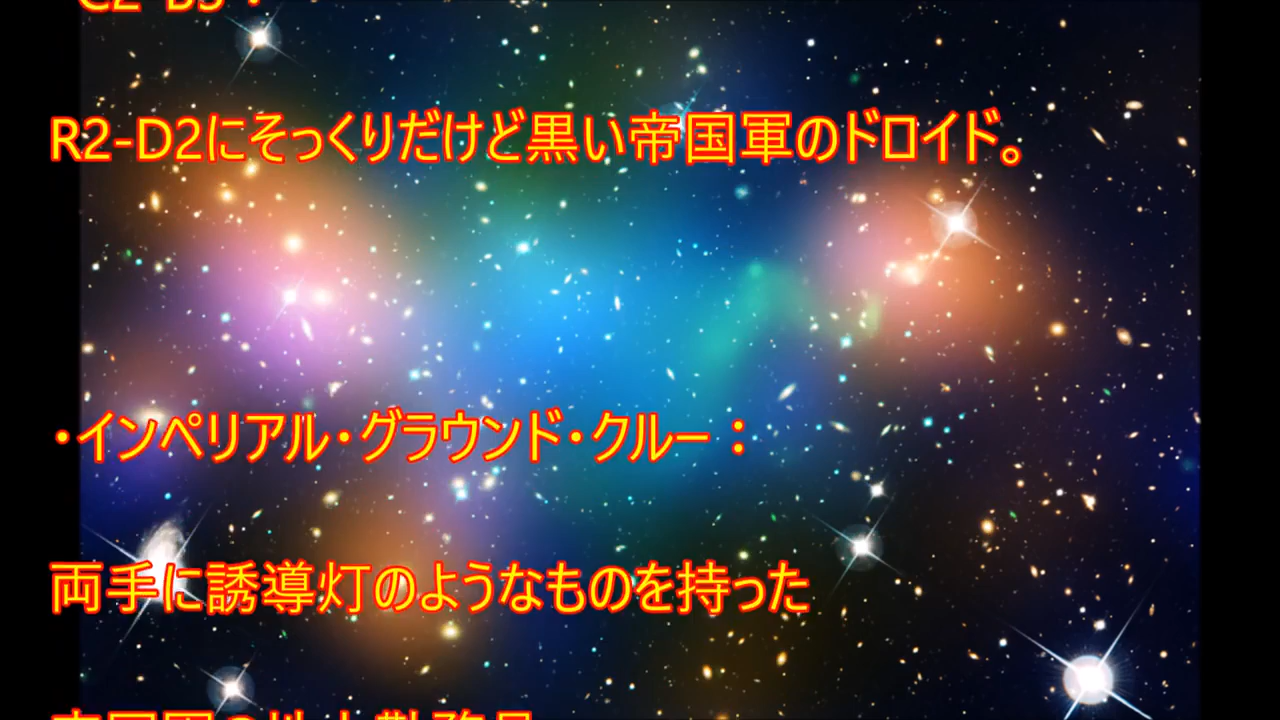 C2-B5：
R2-D2にそっくりだけど黒い帝国軍のドロイド。
・インペリアル・グラウンド・クルー：
両手に誘導灯のようなものを持った